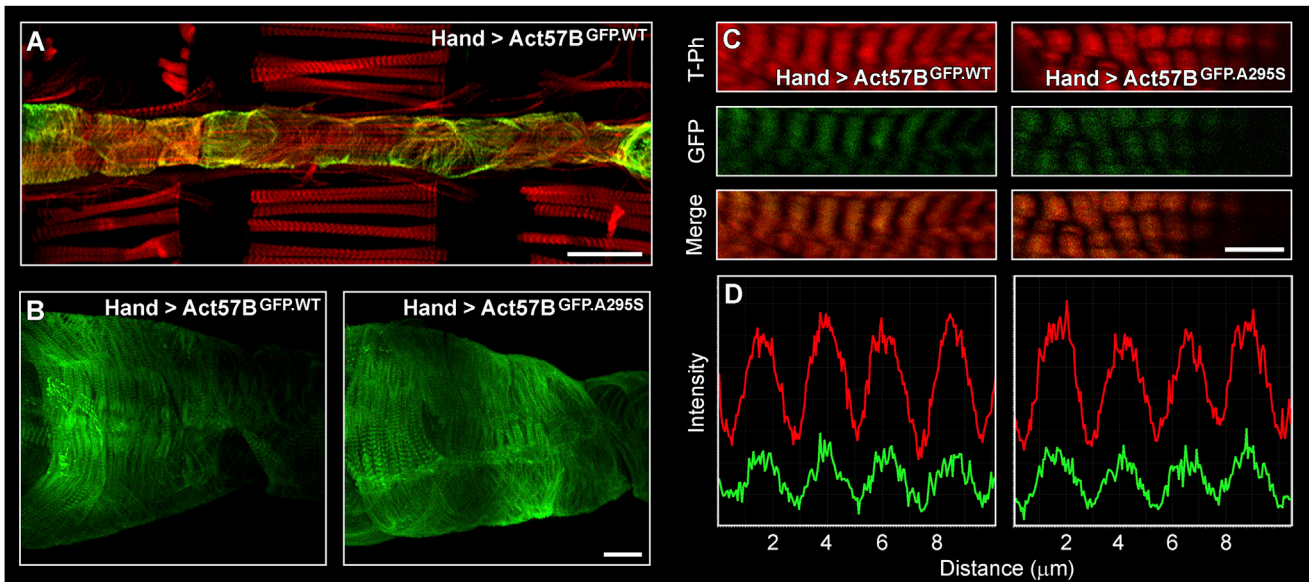 A
Hand > Act57B^GFP.WT
B
Hand > Act57B^GFP.WT
Hand > Act57B^GFP.A295S
C
T-Ph
Hand > Act57B^GFP.WT
Hand > Act57B^GFP.A295S
GFP
Merge
D
Intensity
2 4 6 8
2 4 6 8
Distance (μm)